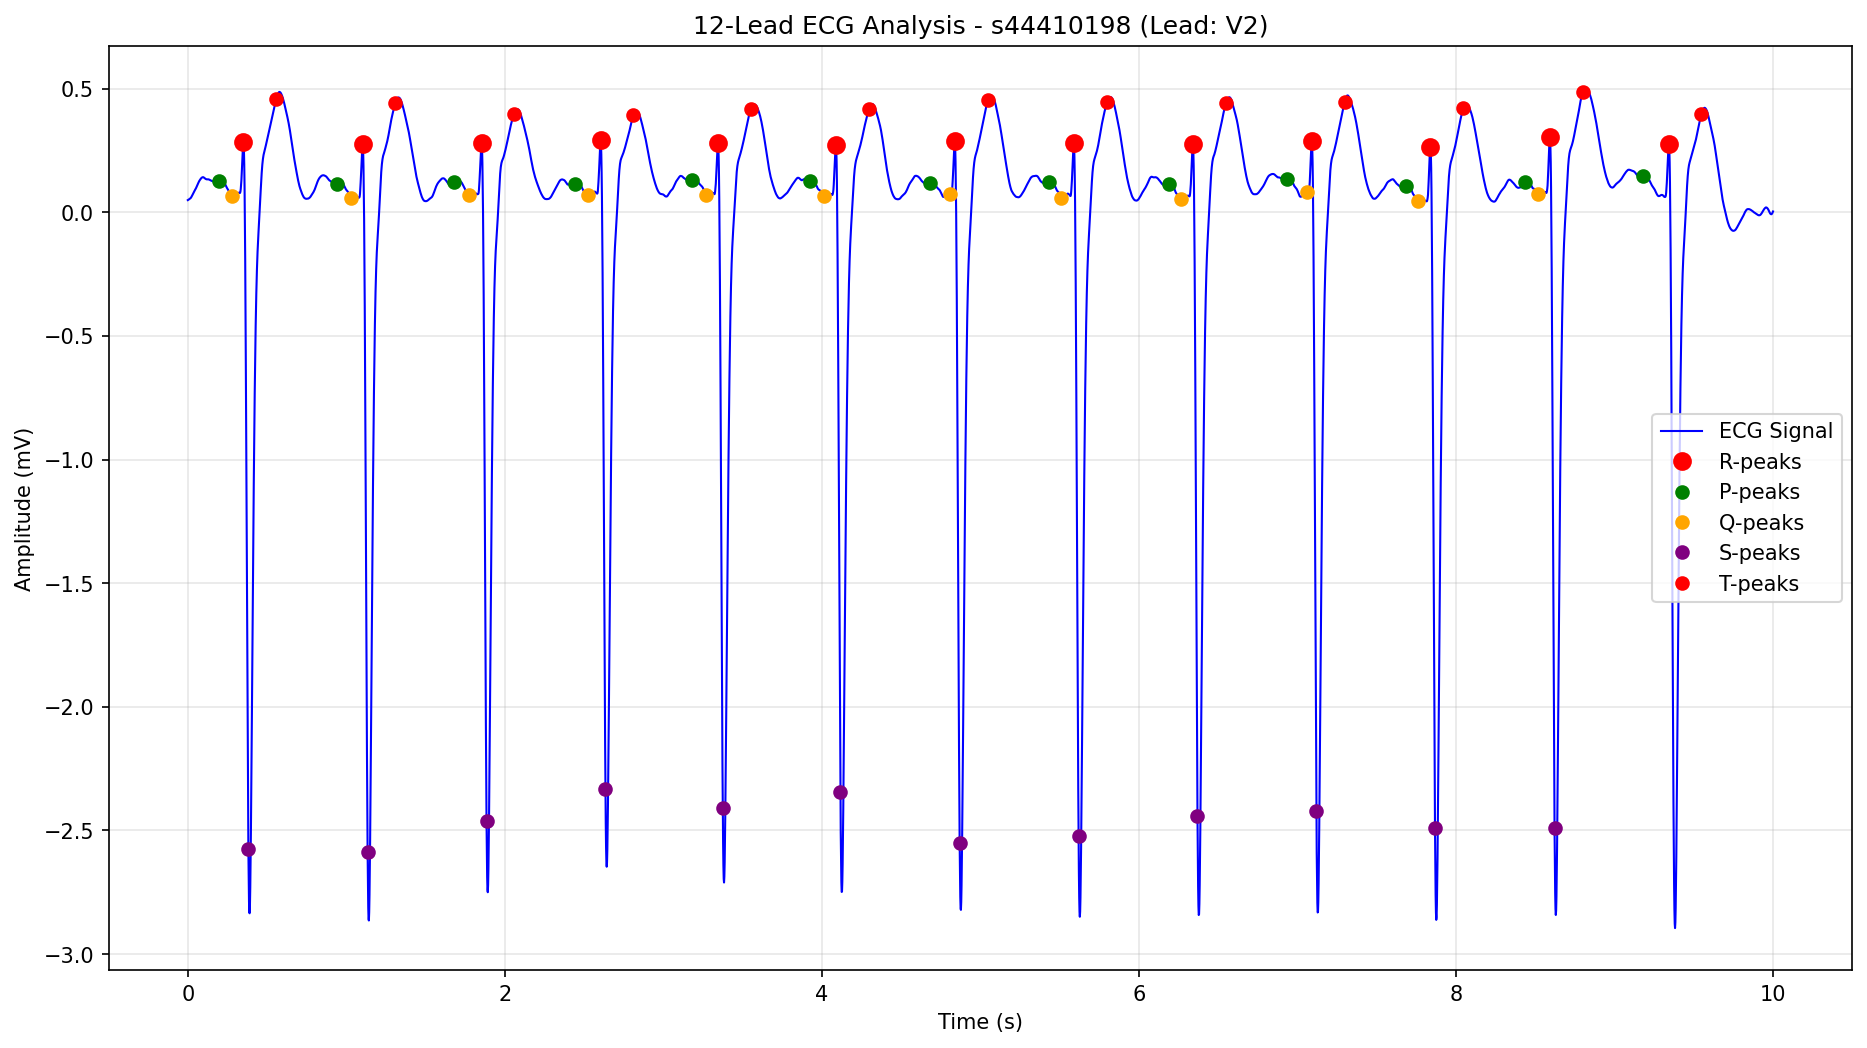 12-Lead ECG Analysis - s44410198 (Lead: V2)
Amplitude (mV)
0.5
0.0
−0.5
−1.0
−1.5
−2.0
−2.5
−3.0
ECG Signal
R-peaks
P-peaks
Q-peaks
S-peaks
T-peaks
0 2 4 6 8 10
Time (s)